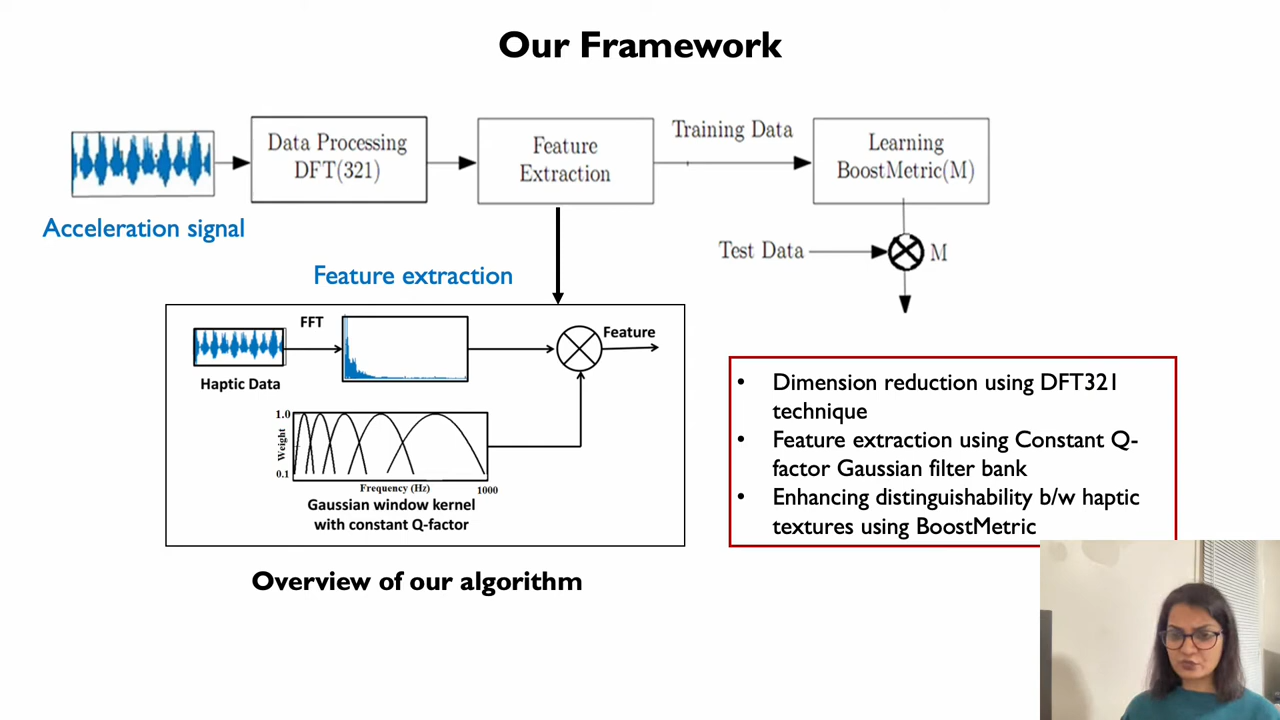 Our Framework
Data Processing
DFT(321)
Feature
Extraction
Training Data
Learning
BoostMetric(M)
Acceleration signal
Test Data
M
Feature extraction
FFT
Feature
Haptic Data
1.0
Weight
0.1
Frequency (Hz)
1000
Gaussian window kernel
with constant Q-factor
• Dimension reduction using DFT321
technique
• Feature extraction using Constant Q-
factor Gaussian filter bank
• Enhancing distinguishability b/w haptic
textures using BoostMetric
Overview of our algorithm